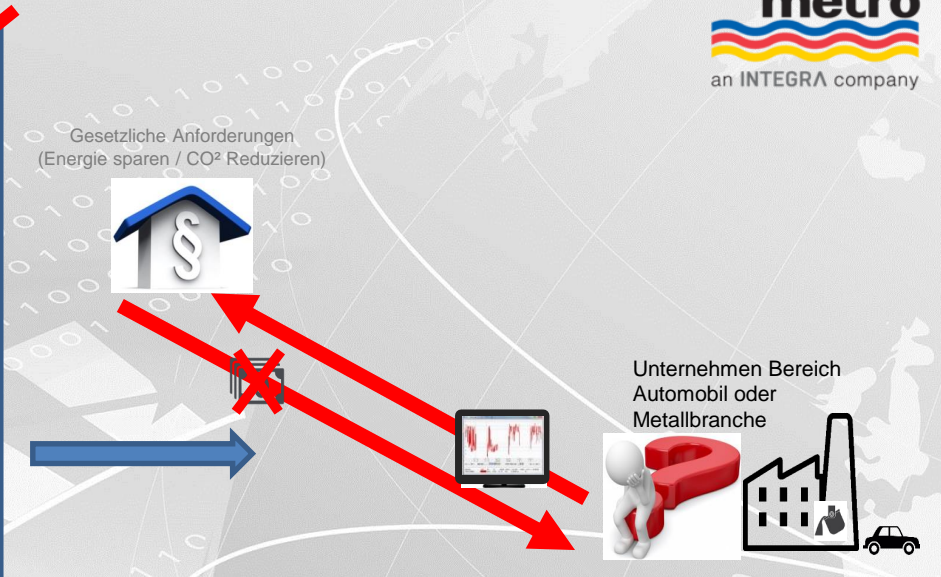 metro
an INTEGRA company
Gesetzliche Anforderungen
(Energie sparen / CO² Reduzieren)
§
Unternehmen Bereich
Automobil oder
Metallbranche